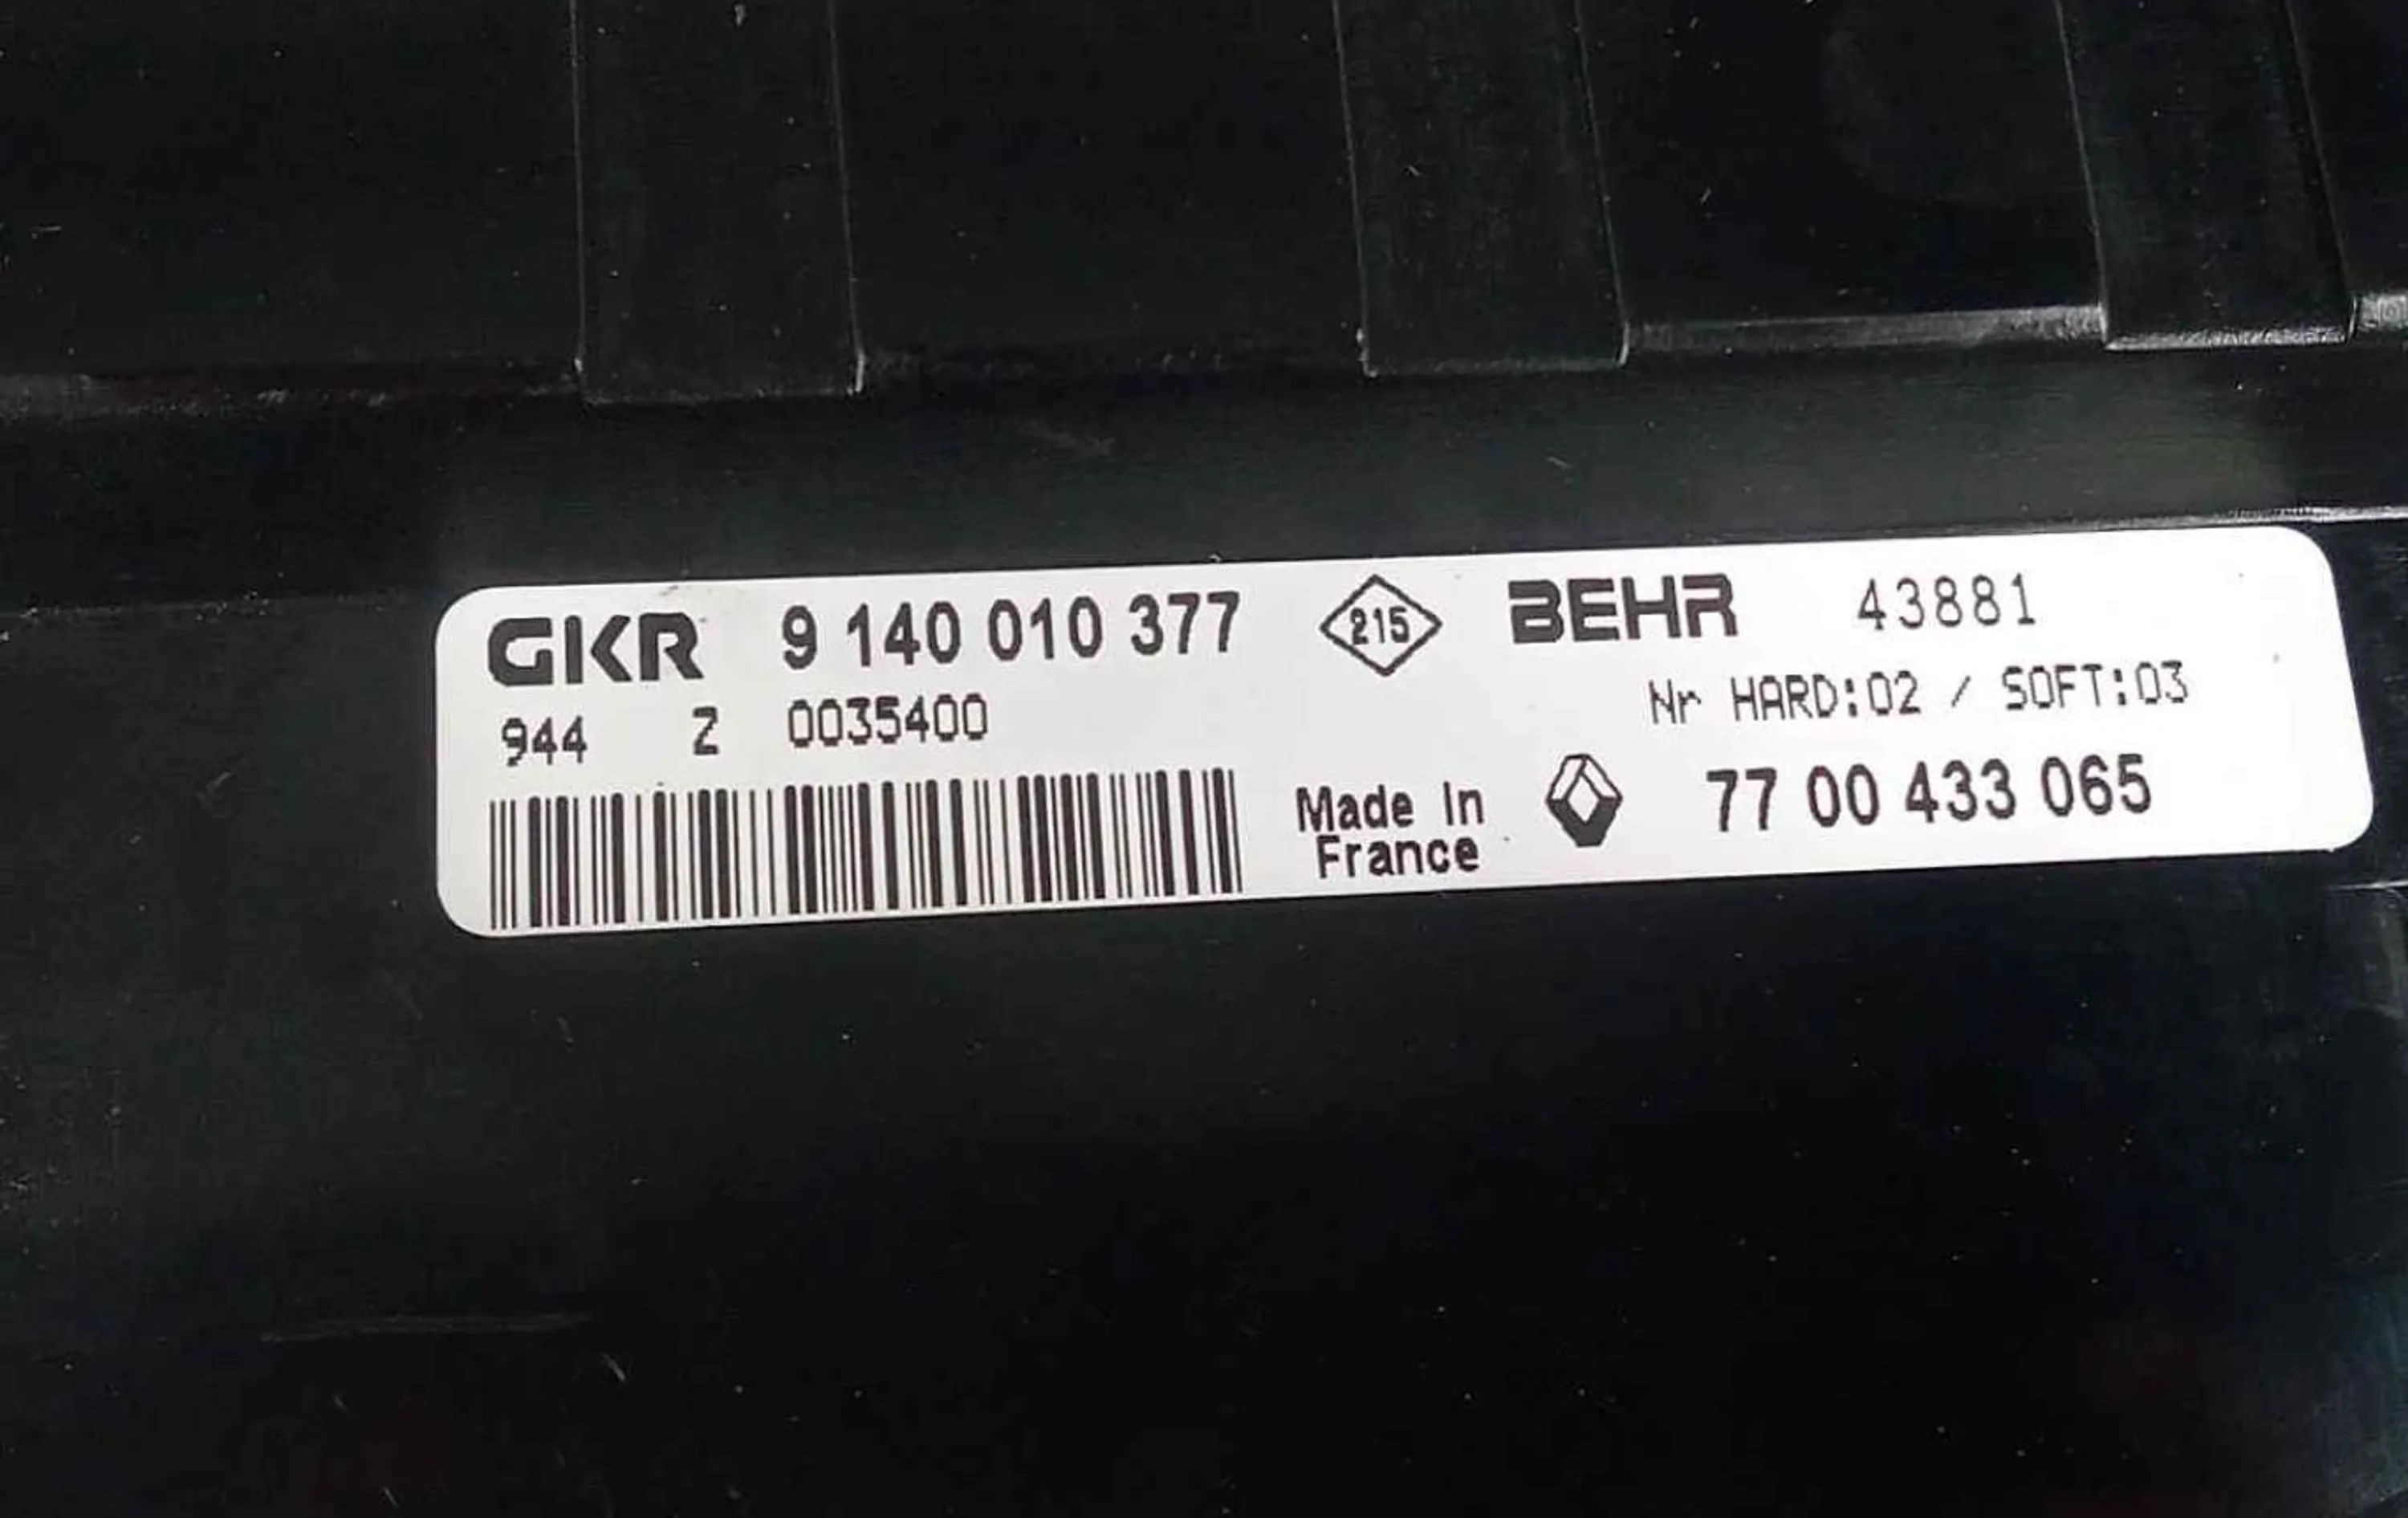 GKR 9 140 010 377 215 BEHR 43881
944 Z 0035400 Nr HARD:02 / SOFT:03
Made in 77 00 433 065
France